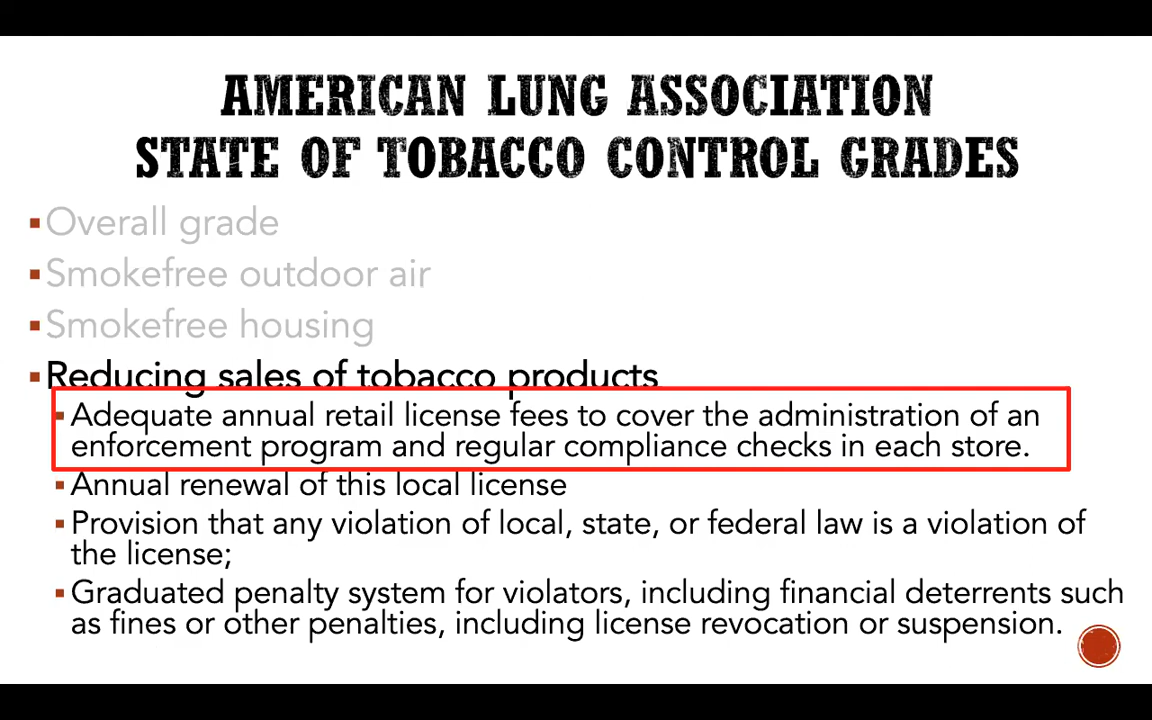 AMERICAN LUNG ASSOCIATION
STATE OF TOBACCO CONTROL GRADES
Overall grade
Smokefree outdoor air
Smokefree housing
Reducing sales of tobacco products
Adequate annual retail license fees to cover the administration of an
enforcement program and regular compliance checks in each store.
Annual renewal of this local license
Provision that any violation of local, state, or federal law is a violation of
the license;
Graduated penalty system for violators, including financial deterrents such
as fines or other penalties, including license revocation or suspension.